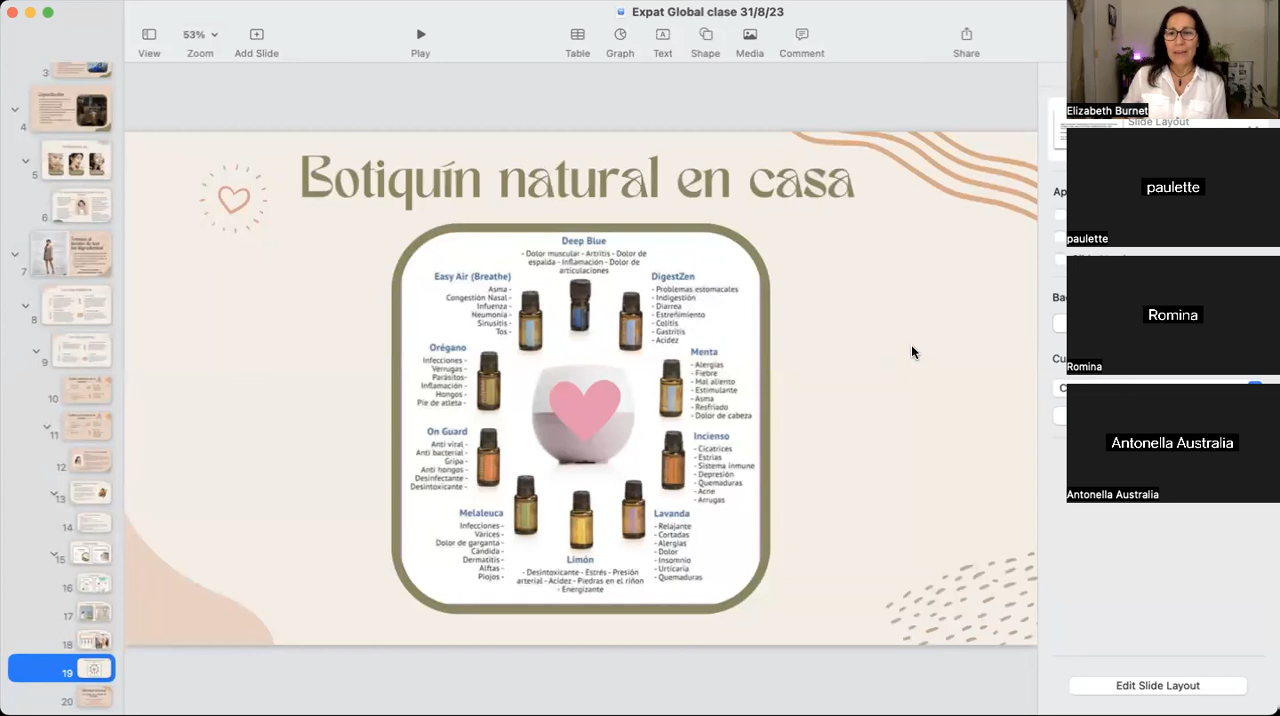 Expat Global clase 31/8/23
53%
View
Zoom
Add Slide
Play
Table
Graph
Text
Shape
Media
Comment
Share
3
4
5
6
7
8
9
10
11
12
13
14
15
16
17
18
19
20
Botiquín natural en casa
Deep Blue
- Dolor muscular - Artritis - Dolor de
espalda - Inflamación - Dolor de
articulaciones
Easy Air (Breathe)
Asma -
Congestión Nasal -
Infuenza -
Neumonia -
Sinusitis -
Tos -
DigestZen
- Problemas estomacales
- Indigestión
- Diarrea
- Estreñimiento
- Colitis
- Gastritis
- Acidez
Orégano
Infecciones -
Verrugas -
Parásitos -
Inflamación -
Hongos -
Pie de atleta -
Menta
- Alergias
- Fiebre
- Mal aliento
- Estimulante
- Asma
- Resfriado
- Dolor de cabeza
On Guard
Anti viral -
Anti bacterial -
Gripa -
Anti hongos -
Desinfectante -
Desintoxicante -
Incienso
- Cicatrices
- Estrias
- Sistema inmune
- Depresión
- Quemaduras
- Acne
- Arrugas
Melaleuca
Infecciones -
Várices -
Dolor de garganta -
Cándida -
Dermatitis -
Alftas -
Piojos -
Limón
- Desintoxicante - Estrés - Presión
arterial - Acidez - Piedras en el riñon
- Energizante
Lavanda
- Relajante
- Cortadas
- Alergias
- Dolor
- Insomnio
- Urticaria
- Quemaduras
Elizabeth Burnet
Slide Layout
paulette
paulette
Romina
Romina
Antonella Australia
Antonella Australia
Edit Slide Layout